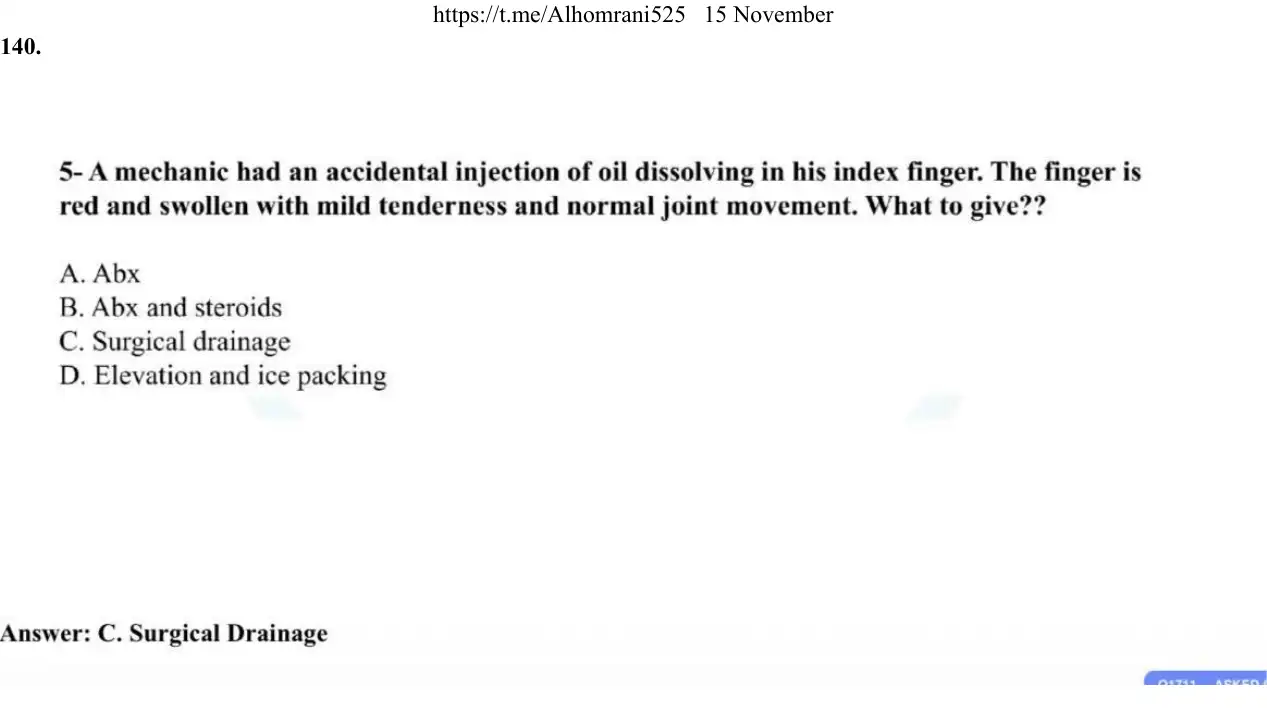 https://t.me/Alhomrani525 15 November
140.
5- A mechanic had an accidental injection of oil dissolving in his index finger. The finger is
red and swollen with mild tenderness and normal joint movement. What to give??
A. Abx
B. Abx and steroids
C. Surgical drainage
D. Elevation and ice packing
Answer: C. Surgical Drainage